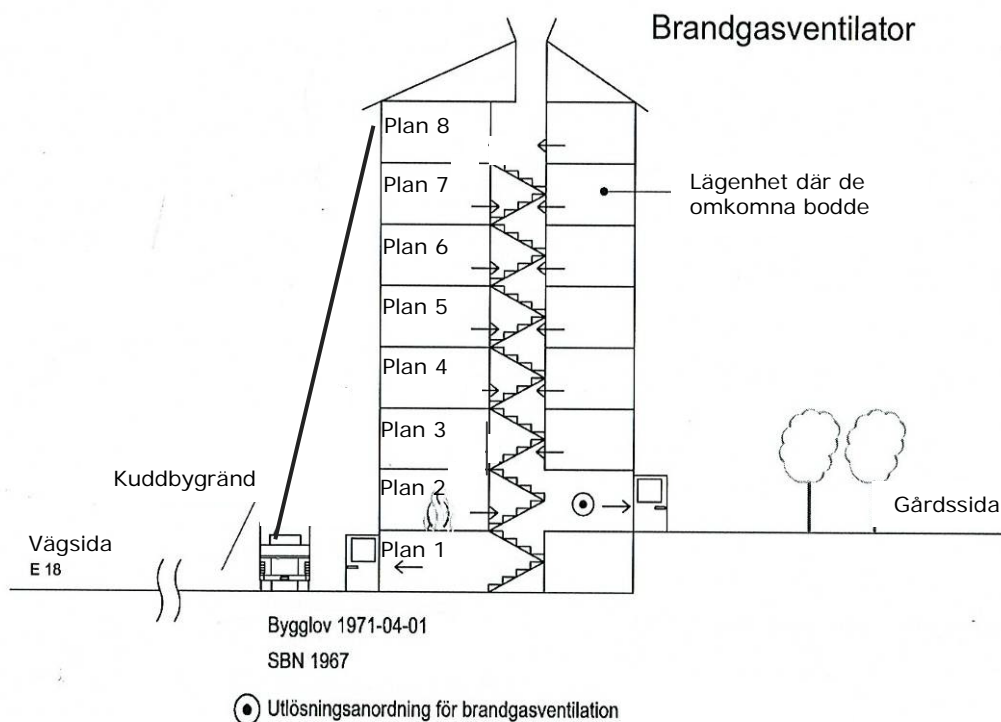 Brandgasventilator
Plan 8
Plan 7
Lägenhet där de
omkomna bodde
Plan 6
Plan 5
Plan 4
Plan 3
Kuddbygränd
Plan 2
Gårdssida
Vägsida
E 18
Plan 1
Bygglov 1971-04-01
SBN 1967
Utlösningsanordning för brandgasventilation